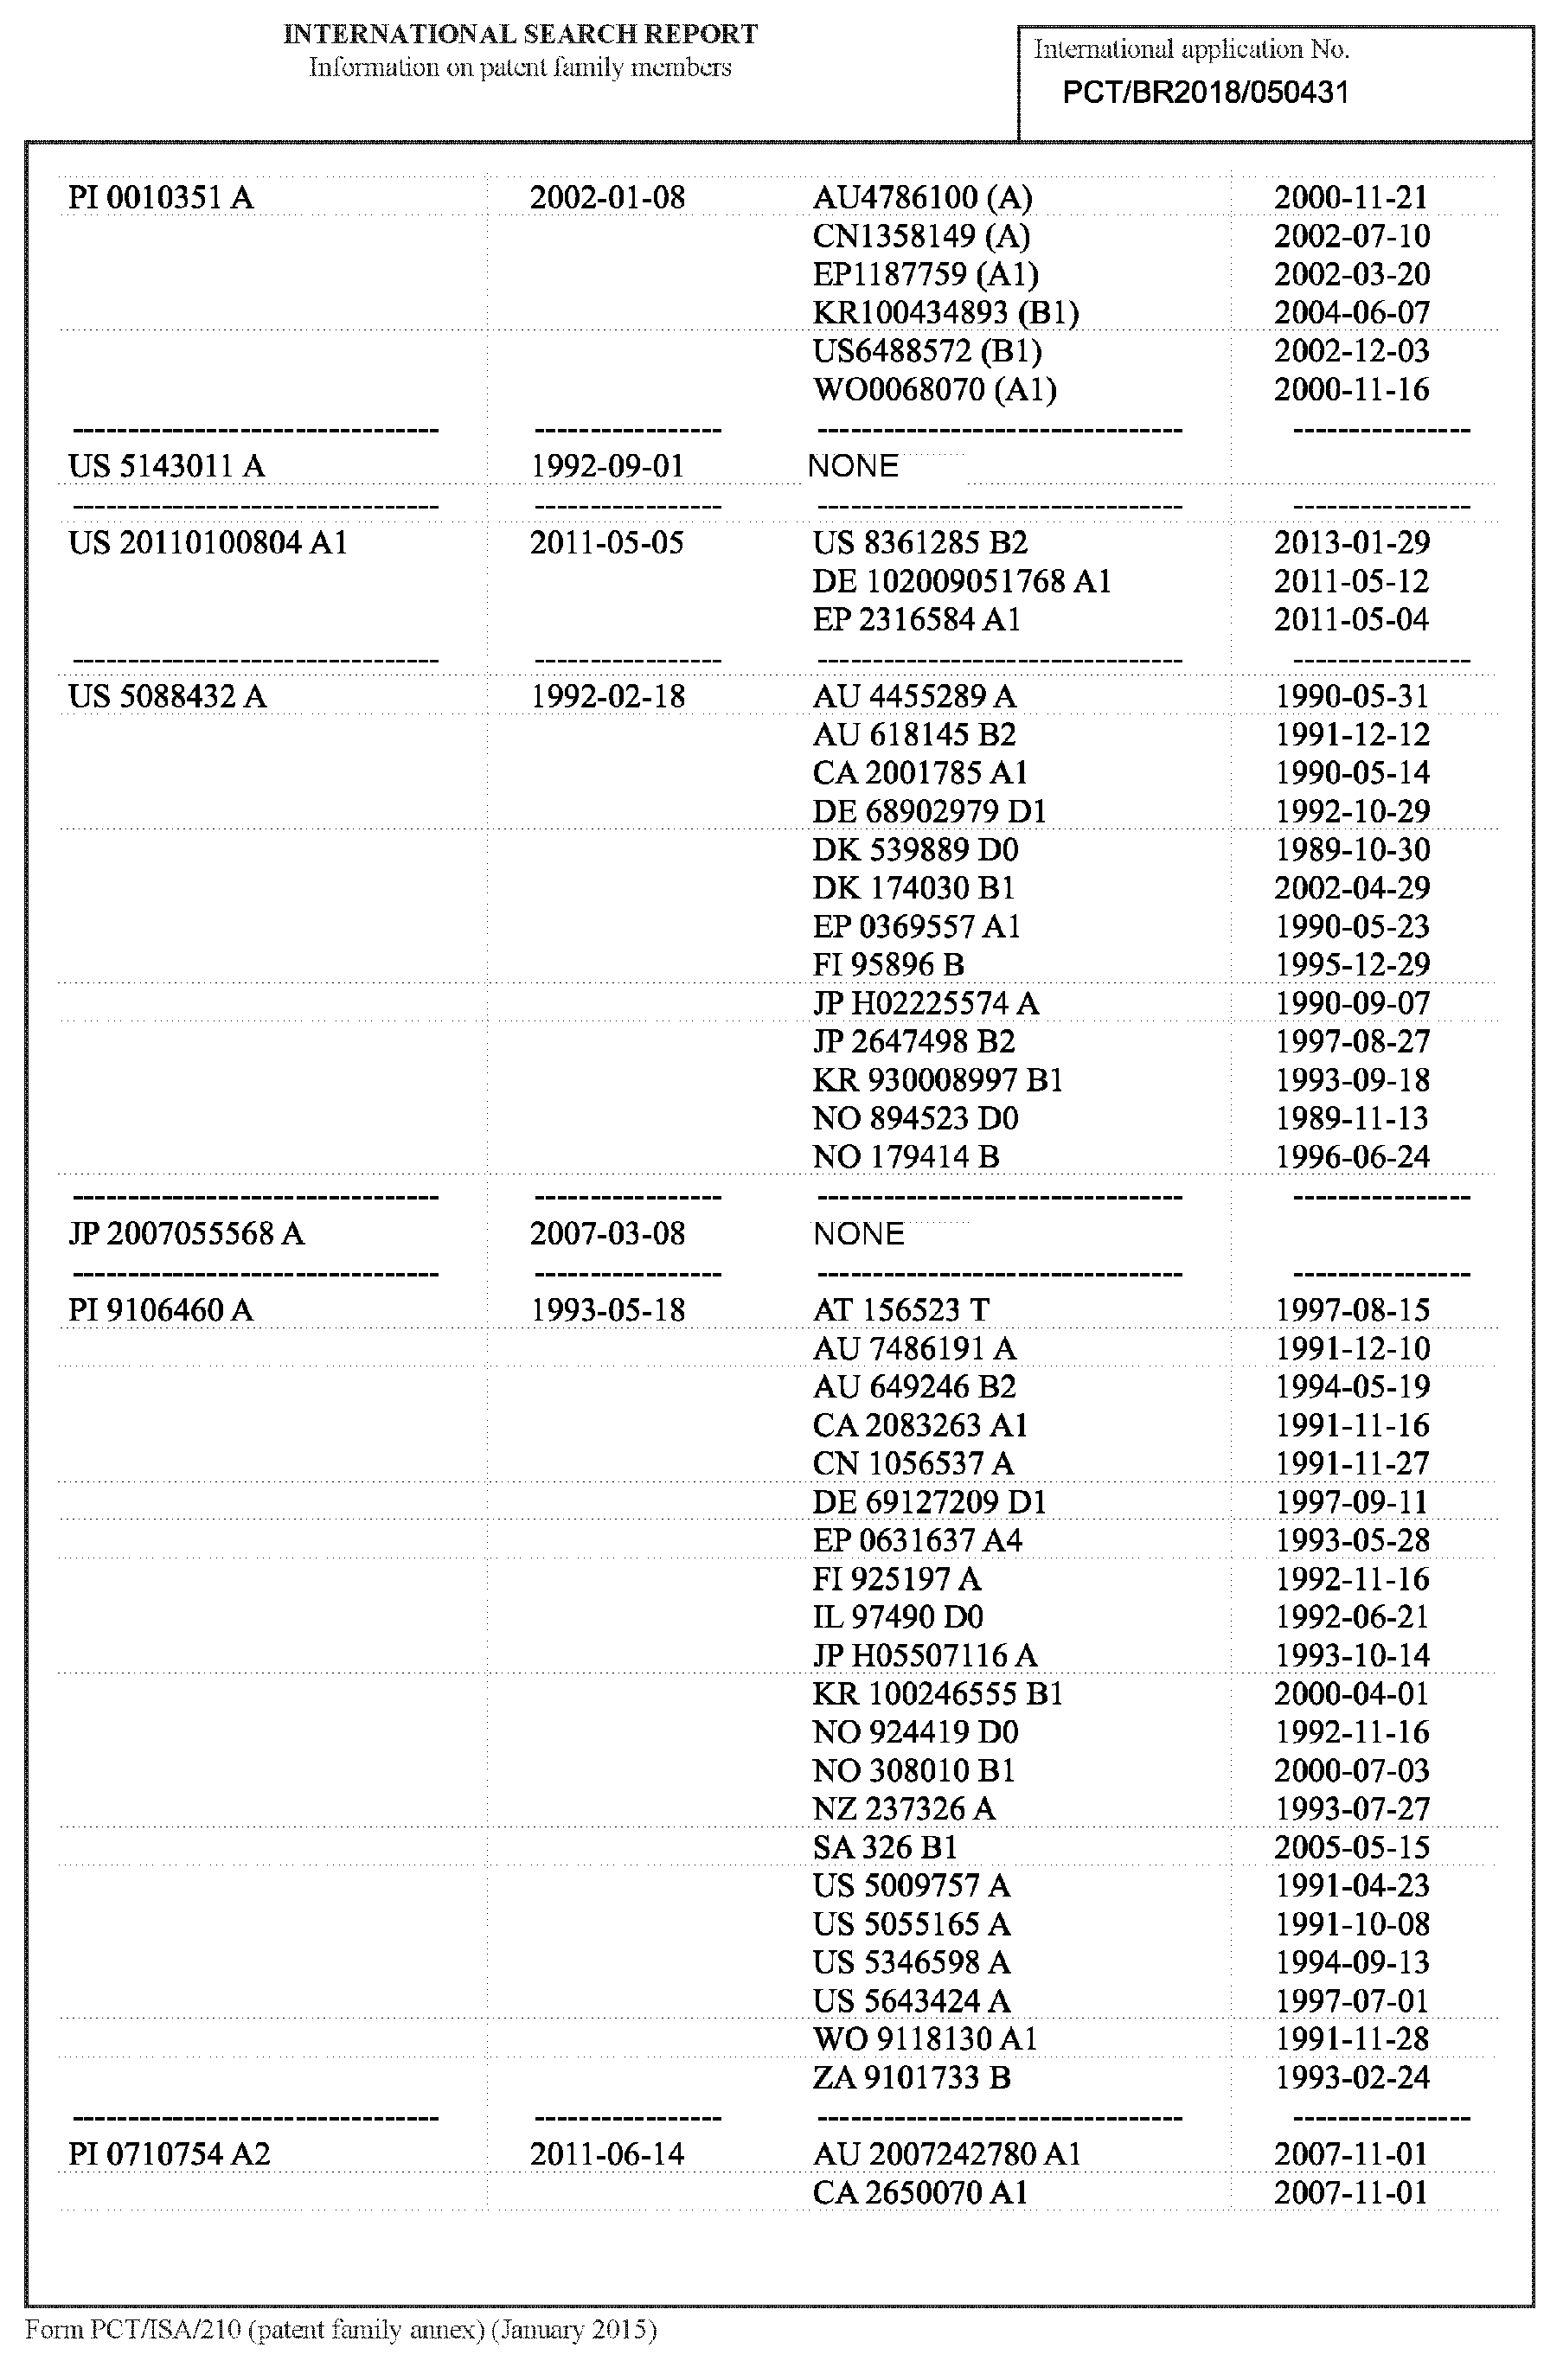 INTERNATIONAL SEARCH REPORT
Information on patent family members
International application No.
PCT/BR2018/050431
PI 0010351 A 2002-01-08 AU4786100 (A) 2000-11-21
CN1358149 (A) 2002-07-10
EP1187759 (A1) 2002-03-20
KR100434893 (B1) 2004-06-07
US6488572 (B1) 2002-12-03
WO0068070 (A1) 2000-11-16
US 5143011 A 1992-09-01 NONE
US 20110100804 A1 2011-05-05 US 8361285 B2 2013-01-29
DE 102009051768 A1 2011-05-12
EP 2316584 A1 2011-05-04
US 5088432 A 1992-02-18 AU 4455289 A 1990-05-31
AU 618145 B2 1991-12-12
CA 2001785 A1 1990-05-14
DE 68902979 D1 1992-10-29
DK 539889 D0 1989-10-30
DK 174030 B1 2002-04-29
EP 0369557 A1 1990-05-23
FI 95896 B 1995-12-29
JP H02225574 A 1990-09-07
JP 2647498 B2 1997-08-27
KR 930008997 B1 1993-09-18
NO 894523 D0 1989-11-13
NO 179414 B 1996-06-24
JP 2007055568 A 2007-03-08 NONE
PI 9106460 A 1993-05-18 AT 156523 T 1997-08-15
AU 7486191 A 1991-12-10
AU 649246 B2 1994-05-19
CA 2083263 A1 1991-11-16
CN 1056537 A 1991-11-27
DE 69127209 D1 1997-09-11
EP 0631637 A4 1993-05-28
FI 925197 A 1992-11-16
IL 97490 D0 1992-06-21
JP H05507116 A 1993-10-14
KR 100246555 B1 2000-04-01
NO 924419 D0 1992-11-16
NO 308010 B1 2000-07-03
NZ 237326 A 1993-07-27
SA 326 B1 2005-05-15
US 5009757 A 1991-04-23
US 5055165 A 1991-10-08
US 5346598 A 1994-09-13
US 5643424 A 1997-07-01
WO 9118130 A1 1991-11-28
ZA 9101733 B 1993-02-24
PI 0710754 A2 2011-06-14 AU 2007242780 A1 2007-11-01
CA 2650070 A1 2007-11-01
Form PCT/ISA/210 (patent family annex) (January 2015)